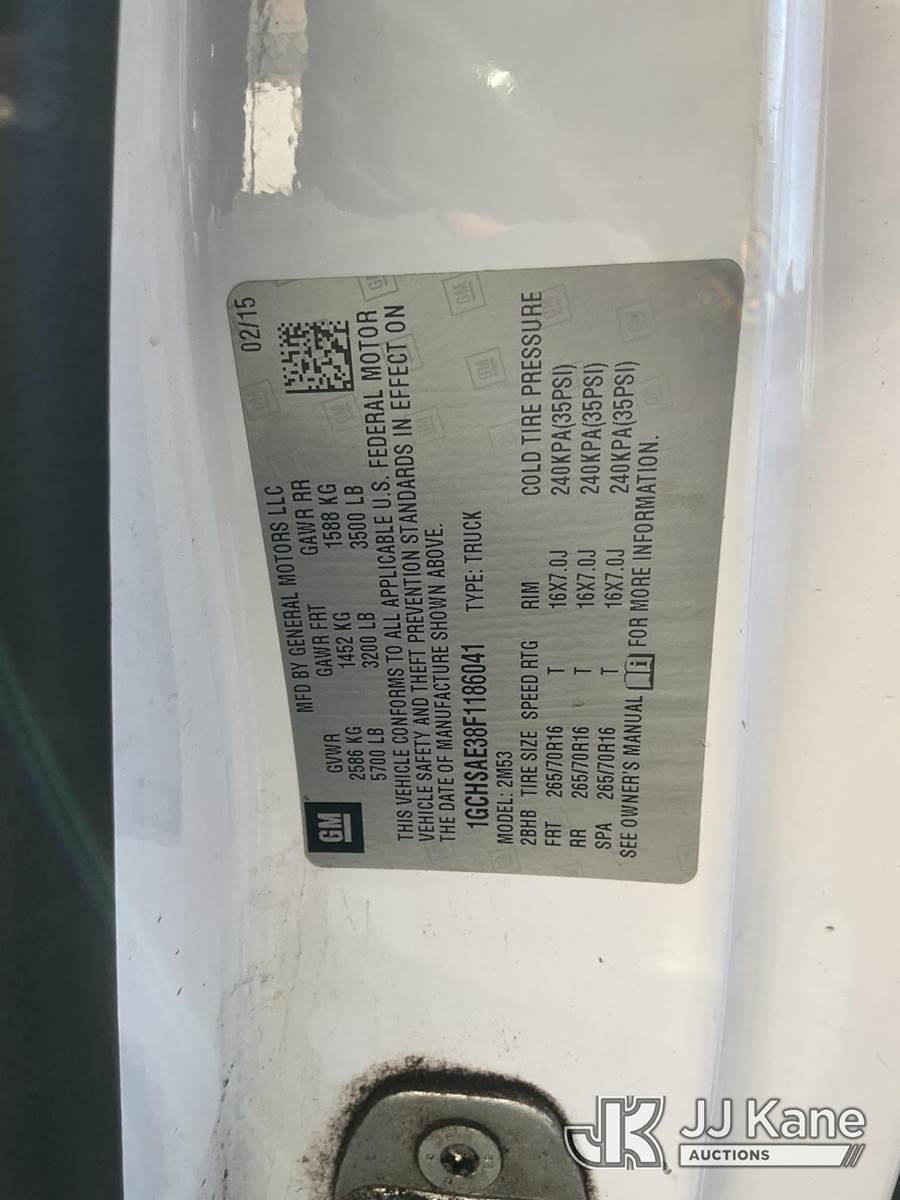 MFD BY GENERAL MOTORS LLC 02/15
GM
GVWR GAWR FRT GAWR RR
2586 KG 1452 KG 1588 KG
5700 LB 3200 LB 3500 LB
THIS VEHICLE CONFORMS TO ALL APPLICABLE U.S. FEDERAL MOTOR
VEHICLE SAFETY AND THEFT PREVENTION STANDARDS IN EFFECT ON
THE DATE OF MANUFACTURE SHOWN ABOVE.
1GCHSAE38F1186041 TYPE: TRUCK
MODEL: 2M53
2BHB TIRE SIZE SPEED RTG RIM COLD TIRE PRESSURE
FRT 265/70R16 T 16X7.0J 240KPA(35PSI)
RR 265/70R16 T 16X7.0J 240KPA(35PSI)
SPA 265/70R16 T 16X7.0J 240KPA(35PSI)
SEE OWNER'S MANUAL FOR MORE INFORMATION.
JK JJ Kane
AUCTIONS